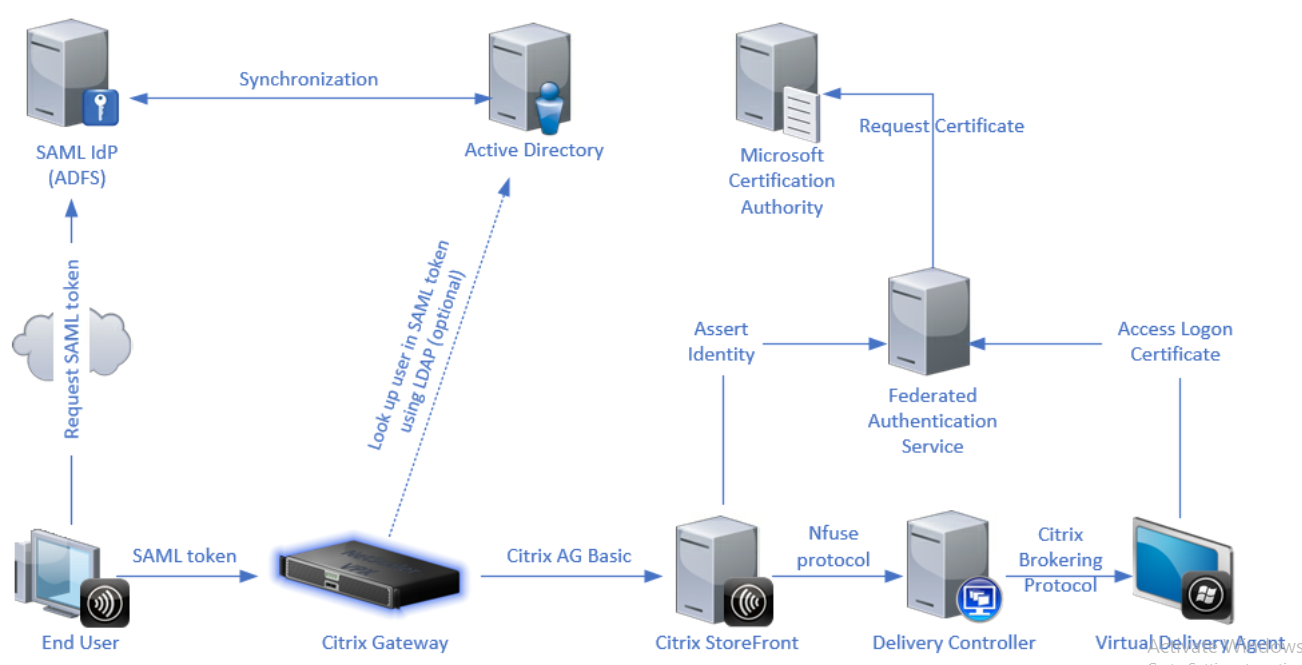 Synchronization
SAML IdP
(ADFS)
Active Directory
Microsoft
Certification
Authority
Request Certificate
Request SAML token
Look up user in SAML token
using LDAP (optional)
Assert
Identity
Access Logon
Certificate
Federated
Authentication
Service
SAML token
Citrix AG Basic
Nfuse
protocol
Citrix
Brokering
Protocol
End User
Citrix Gateway
Citrix StoreFront
Delivery Controller
Virtual Delivery Agent
Activate Windows